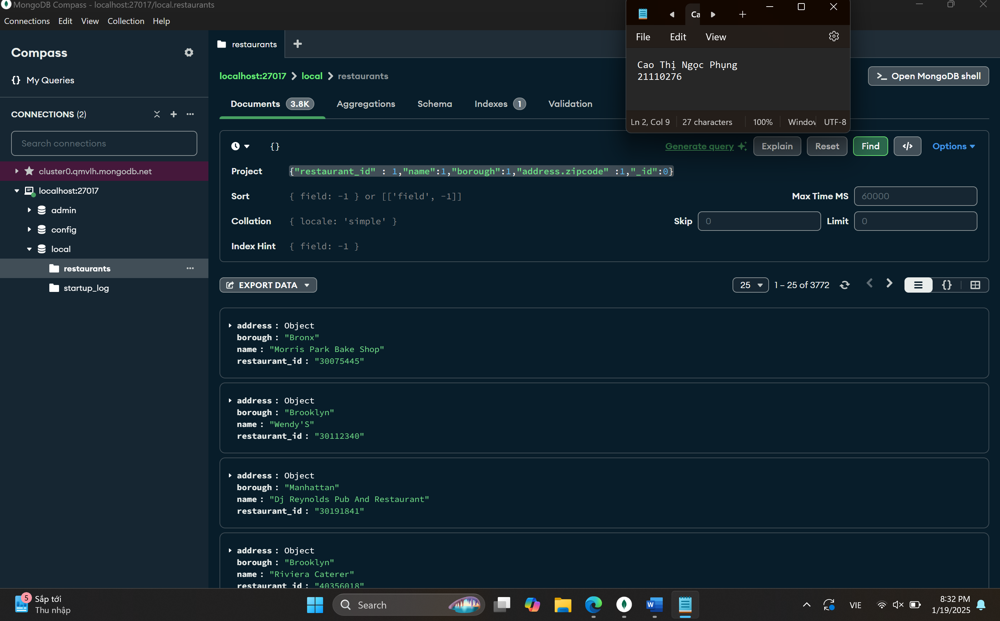 MongoDB Compass - localhost:27017/local.restaurants
Connections Edit View Collection Help
Compass
{} My Queries
CONNECTIONS (2)
Search connections
cluster0.qmvlh.mongodb.net
localhost:27017
admin
config
local
restaurants
startup_log
restaurants
localhost:27017 > local > restaurants
>_ Open MongoDB shell
Documents 3.8K Aggregations Schema Indexes 1 Validation
Ca
File Edit View
Cao Thị Ngọc Phụng
21110276
Ln 2, Col 9 27 characters 100% Windov UTF-8
{} Generate query Explain Reset Find </> Options
Project {"restaurant_id" : 1,"name":1,"borough":1,"address.zipcode" :1,"_id":0}
Sort { field: -1 } or [['field', -1]] Max Time MS 60000
Collation { locale: 'simple' } Skip 0 Limit 0
Index Hint { field: -1 }
EXPORT DATA 25 1 – 25 of 3772 {}
address : Object
borough : "Bronx"
name : "Morris Park Bake Shop"
restaurant_id : "30075445"
address : Object
borough : "Brooklyn"
name : "Wendy'S"
restaurant_id : "30112340"
address : Object
borough : "Manhattan"
name : "Dj Reynolds Pub And Restaurant"
restaurant_id : "30191841"
address : Object
borough : "Brooklyn"
name : "Riviera Caterer"
restaurant_id : "40356018"
5 Sắp tới
Thu nhập
Search
W
VIE
8:32 PM
1/19/2025